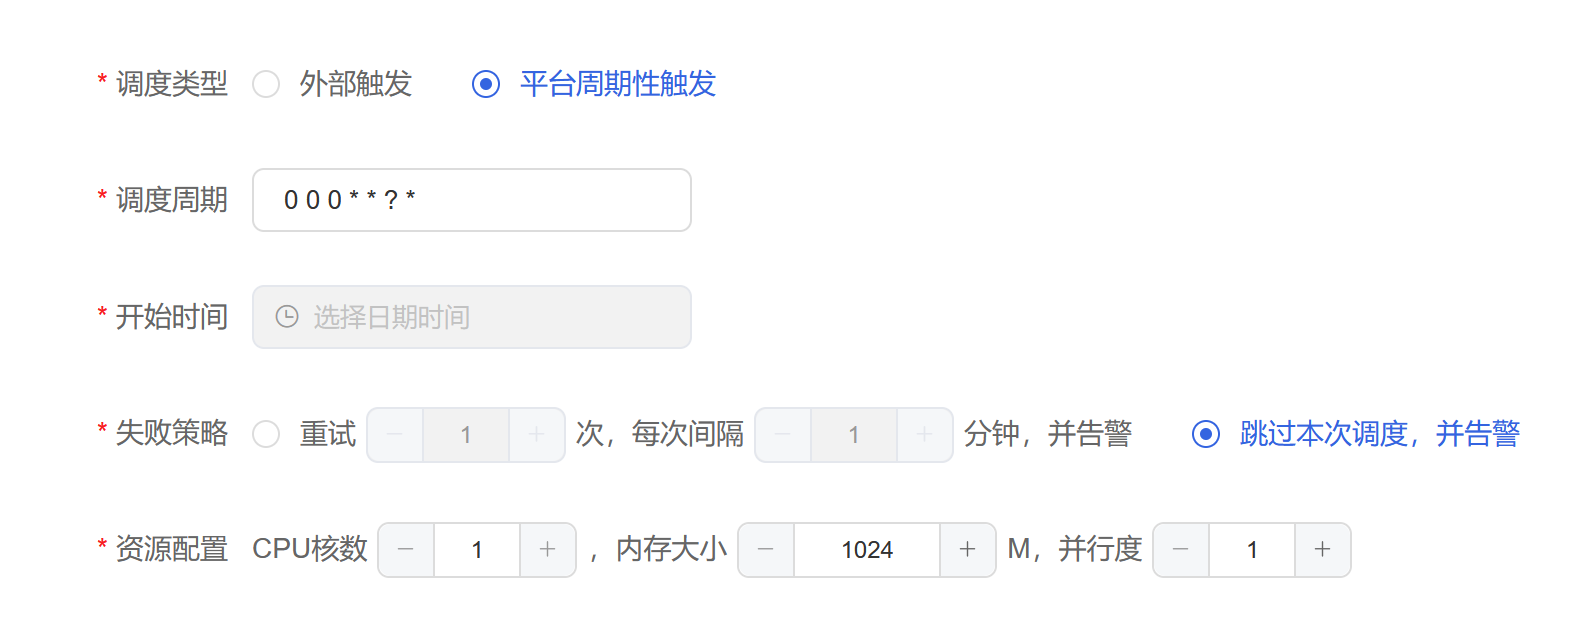 * 调度类型 外部触发 平台周期性触发
* 调度周期 0 0 0 * * ? *
* 开始时间 选择日期时间
* 失败策略 重试 − 1 + 次，每次间隔 − 1 + 分钟，并告警 跳过本次调度，并告警
* 资源配置 CPU核数 − 1 + ，内存大小 − 1024 + M，并行度 − 1 +